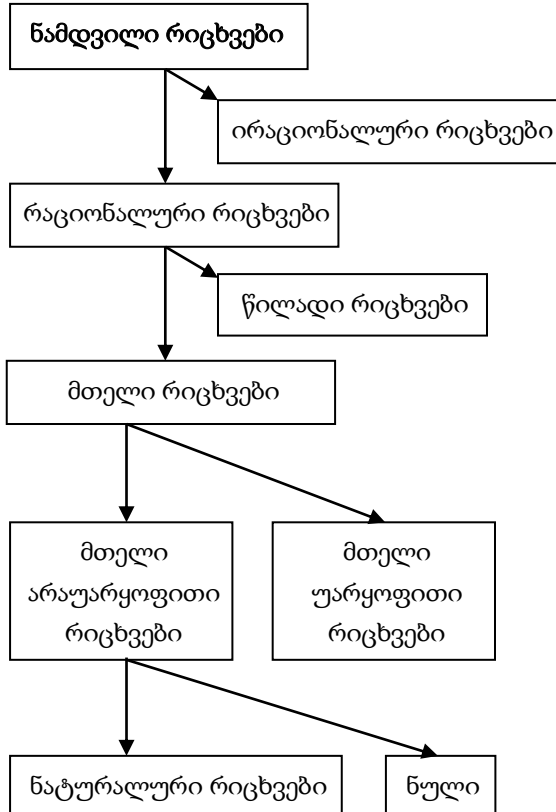 ნამდვილი რიცხვები
ირაციონალური რიცხვები
რაციონალური რიცხვები
წილადი რიცხვები
მთელი რიცხვები
მთელი
არაუარყოფითი
რიცხვები
მთელი
უარყოფითი
რიცხვები
ნატურალური რიცხვები
ნული